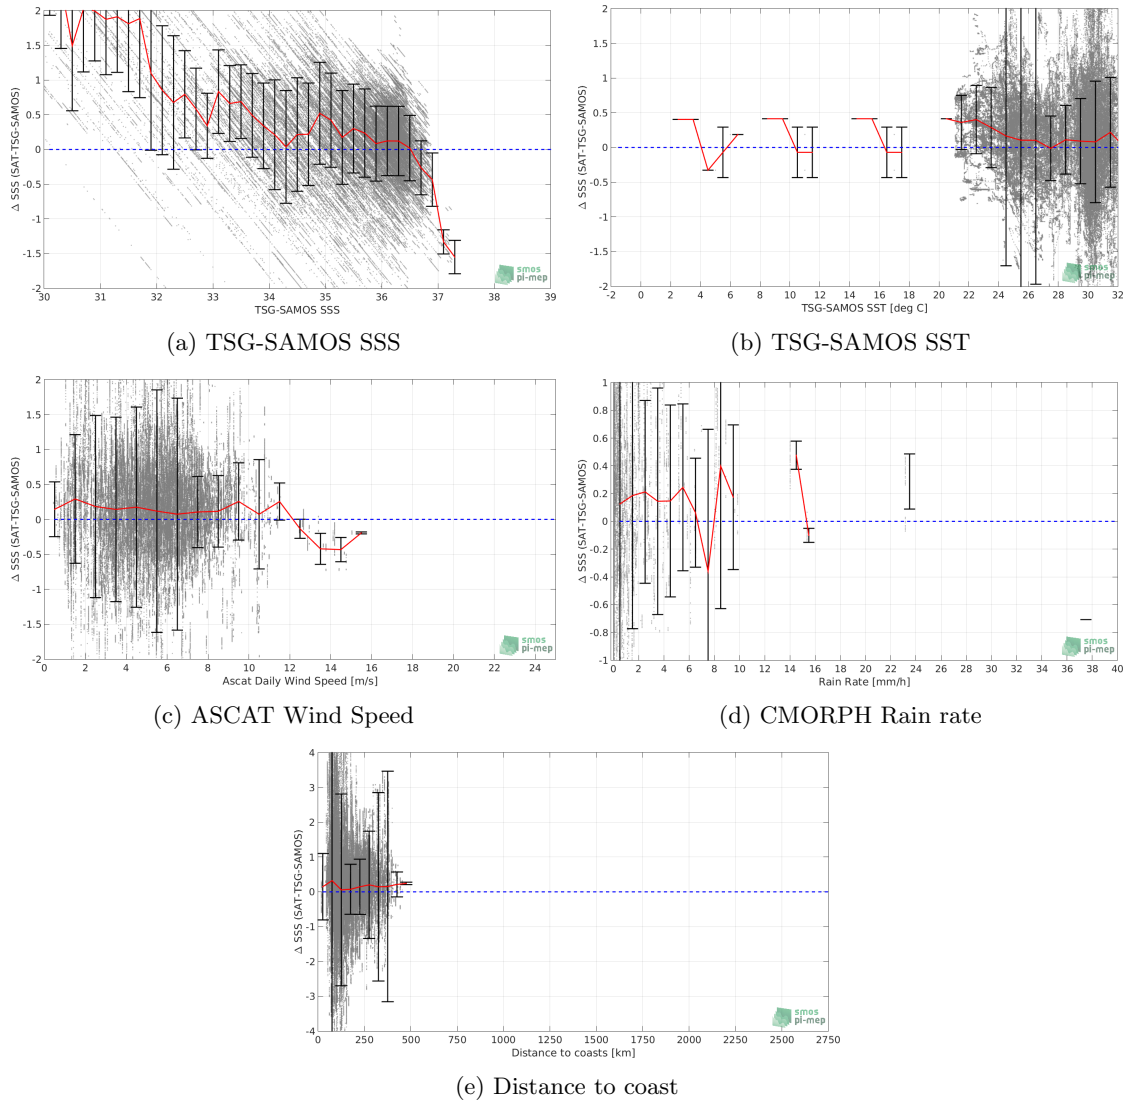 2
1.5
1
0.5
0
-0.5
-1
-1.5
-2
Δ SSS (SAT-TSG-SAMOS)
30 31 32 33 34 35 36 37 38 39
TSG-SAMOS SSS
smos
pi-mep
(a) TSG-SAMOS SSS
2
1.5
1
0.5
0
-0.5
-1
-1.5
-2
Δ SSS (SAT-TSG-SAMOS)
-2 0 2 4 6 8 10 12 14 16 18 20 22 24 26 28 30 32
TSG-SAMOS SST [deg C]
smos
pi-mep
(b) TSG-SAMOS SST
2
1.5
1
0.5
0
-0.5
-1
-1.5
-2
Δ SSS (SAT-TSG-SAMOS)
0 2 4 6 8 10 12 14 16 18 20 22 24
Ascat Daily Wind Speed [m/s]
smos
pi-mep
(c) ASCAT Wind Speed
1
0.8
0.6
0.4
0.2
0
-0.2
-0.4
-0.6
-0.8
-1
Δ SSS (SAT-TSG-SAMOS)
0 2 4 6 8 10 12 14 16 18 20 22 24 26 28 30 32 34 36 38 40
Rain Rate [mm/h]
smos
pi-mep
(d) CMORPH Rain rate
4
3
2
1
0
-1
-2
-3
-4
Δ SSS (SAT-TSG-SAMOS)
0 250 500 750 1000 1250 1500 1750 2000 2250 2500 2750
Distance to coasts [km]
smos
pi-mep
(e) Distance to coast